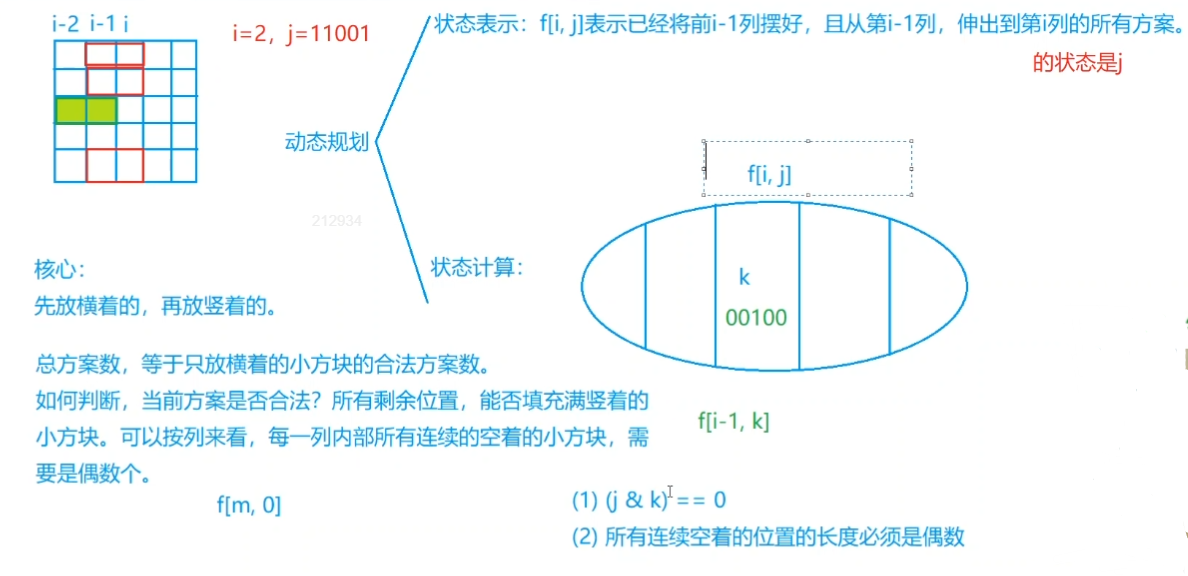 i-2 i-1 i
i=2，j=11001
状态表示：f[i, j]表示已经将前i-1列摆好，且从第i-1列，伸出到第i列的所有方案。
的状态是j
动态规划
f[i, j]
212934
核心：
先放横着的，再放竖着的。
状态计算：
k
00100
总方案数，等于只放横着的小方块的合法方案数。
如何判断，当前方案是否合法？所有剩余位置，能否填充满竖着的
小方块。可以按列来看，每一列内部所有连续的空着的小方块，需
要是偶数个。
f[i-1, k]
f[m, 0]
(1) (j & k) == 0
(2) 所有连续空着的位置的长度必须是偶数